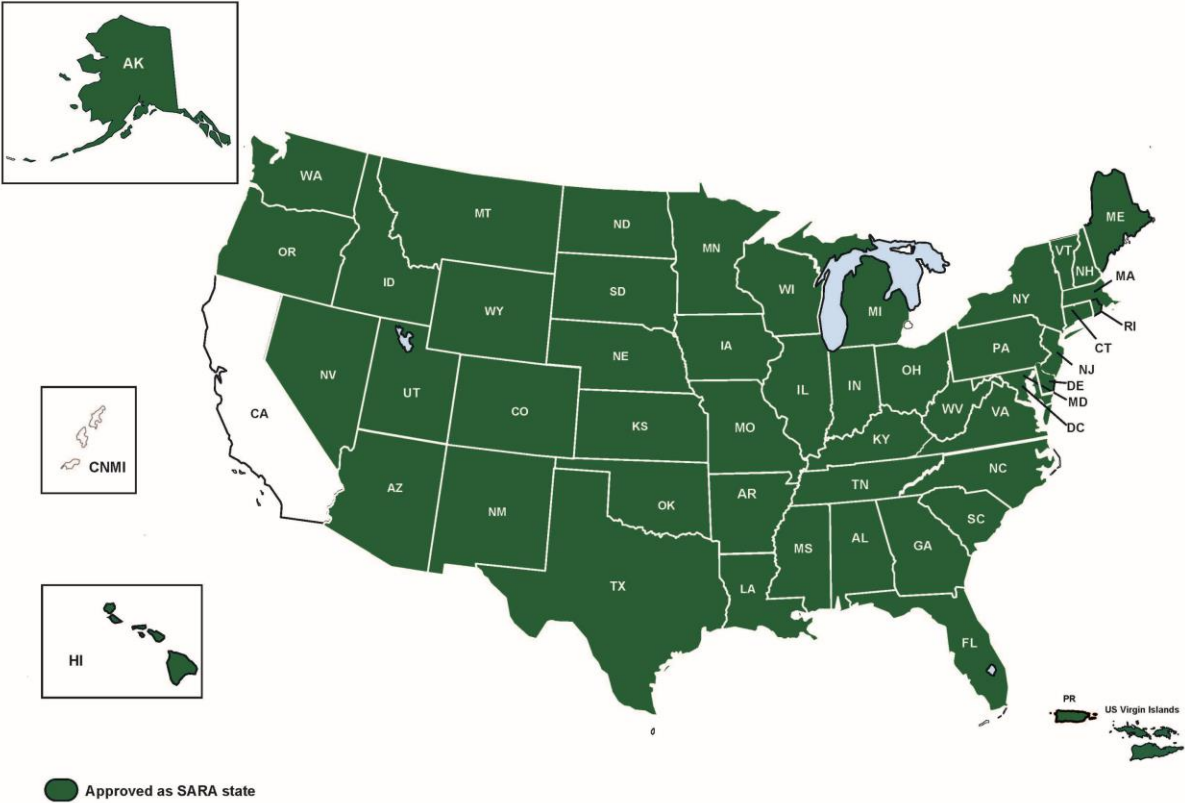 AK
WA
MT
ND
MN
ME
VT
NH
OR
ID
SD
WI
MA
WY
NY
MI
RI
IA
PA
CT
NE
NV
OH
NJ
UT
IL
IN
DE
CO
MD
CA
WV
VA
KS
MO
DC
KY
CNMI
NC
AZ
TN
AR
OK
NM
SC
AL
GA
MS
TX
LA
FL
HI
PR
US Virgin Islands
Approved as SARA state